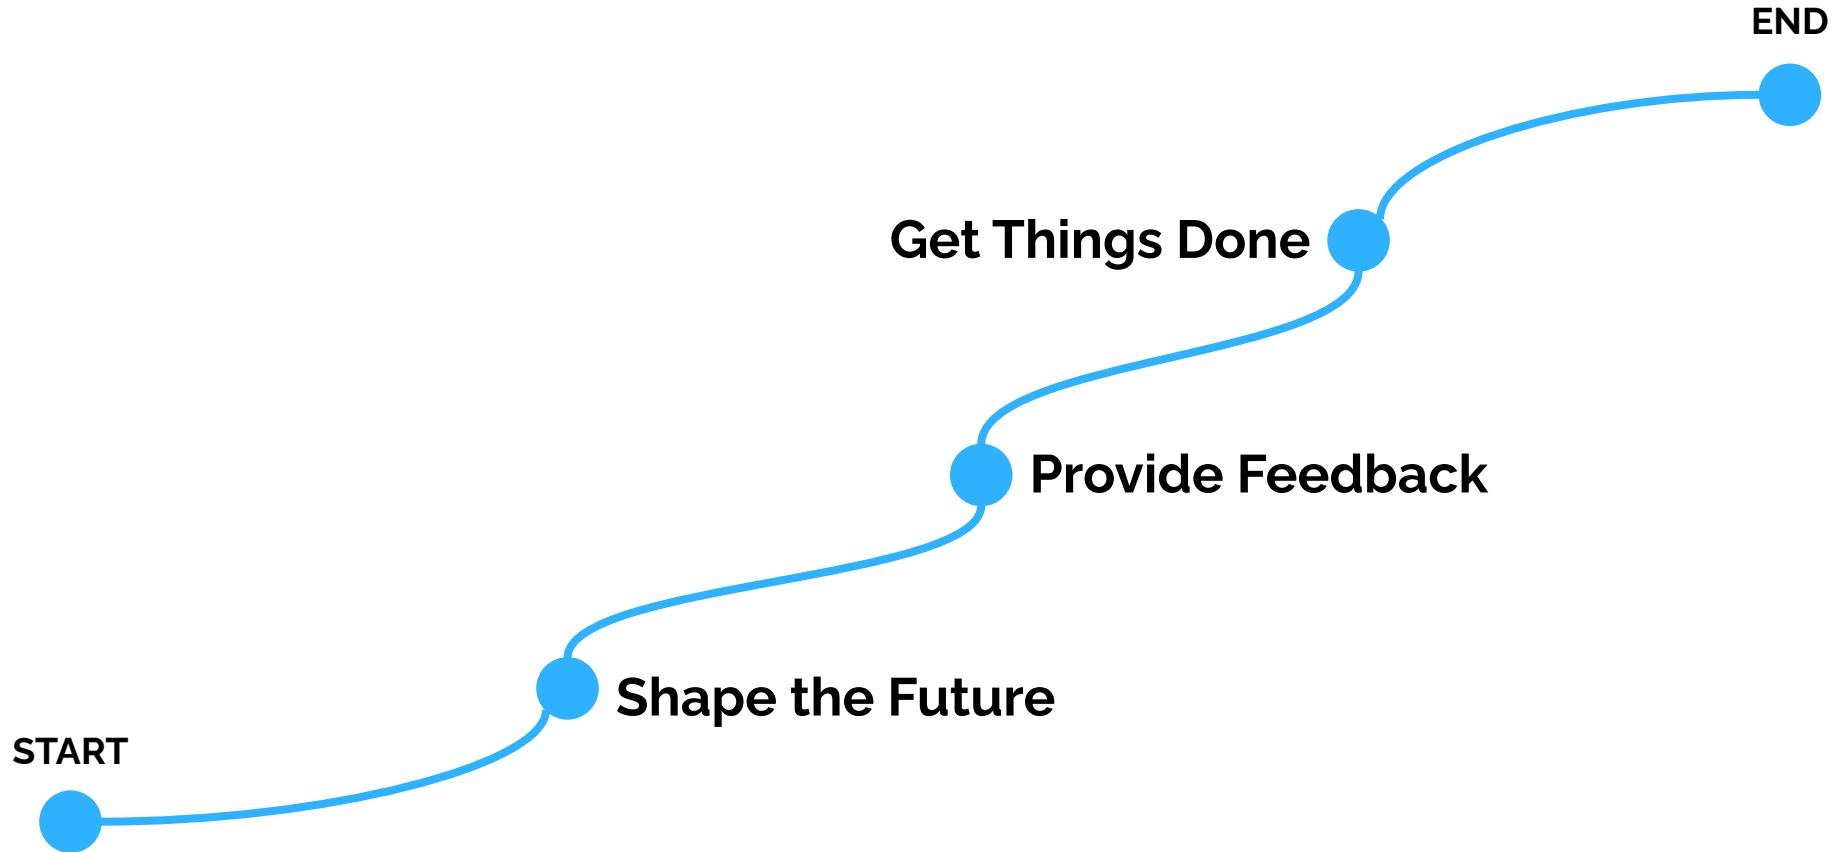 END
Get Things Done
Provide Feedback
Shape the Future
START